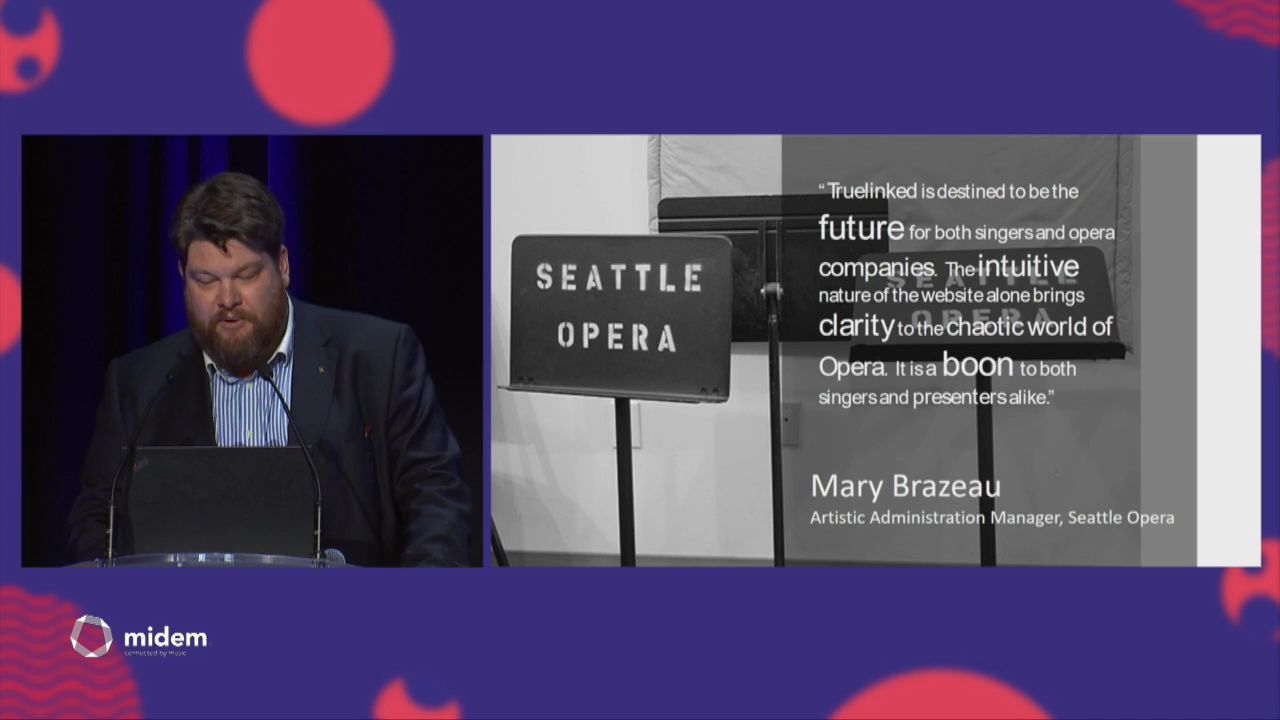 SEATTLE
OPERA
“Truelinked is destined to be the
future for both singers and opera
companies. The intuitive
nature of the website alone brings
clarity to the chaotic world of
Opera. It is a boon to both
singers and presenters alike.”
Mary Brazeau
Artistic Administration Manager, Seattle Opera
SEATTLE
OPERA
midem
connected by music